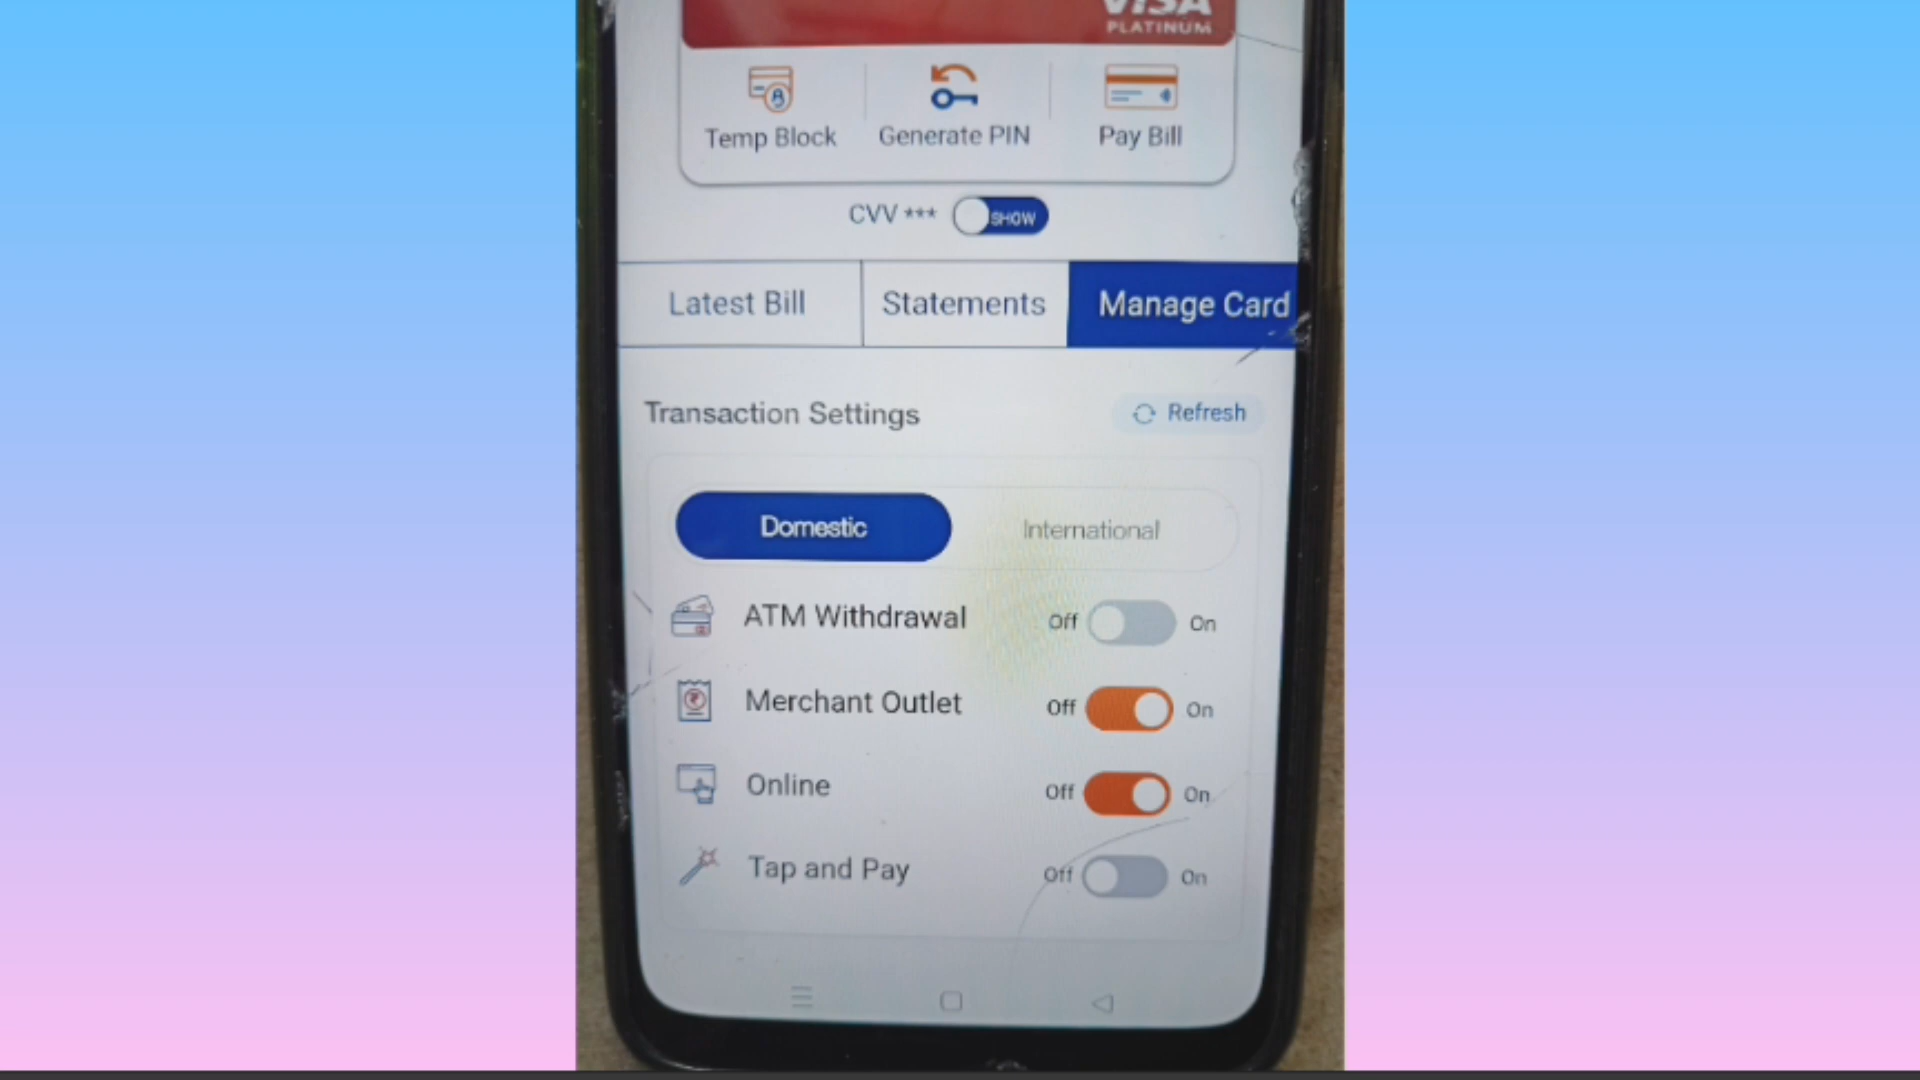 VISA
PLATINUM
Temp Block
Generate PIN
Pay Bill
CVV ***
SHOW
Latest Bill
Statements
Manage Card
Transaction Settings
Refresh
Domestic
International
ATM Withdrawal
Off
On
Merchant Outlet
Off
On
Online
Off
On
Tap and Pay
Off
On